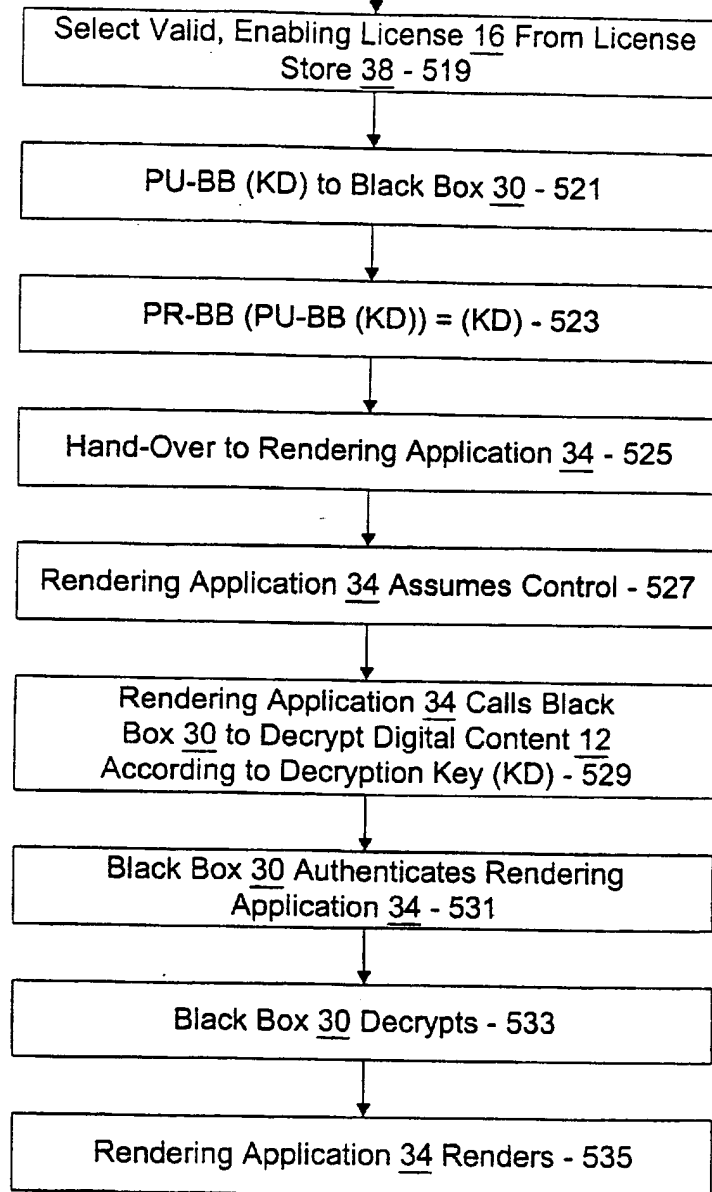 Select Valid, Enabling License 16 From License
Store 38 - 519
PU-BB (KD) to Black Box 30 - 521
PR-BB (PU-BB (KD)) = (KD) - 523
Hand-Over to Rendering Application 34 - 525
Rendering Application 34 Assumes Control - 527
Rendering Application 34 Calls Black
Box 30 to Decrypt Digital Content 12
According to Decryption Key (KD) - 529
Black Box 30 Authenticates Rendering
Application 34 - 531
Black Box 30 Decrypts - 533
Rendering Application 34 Renders - 535